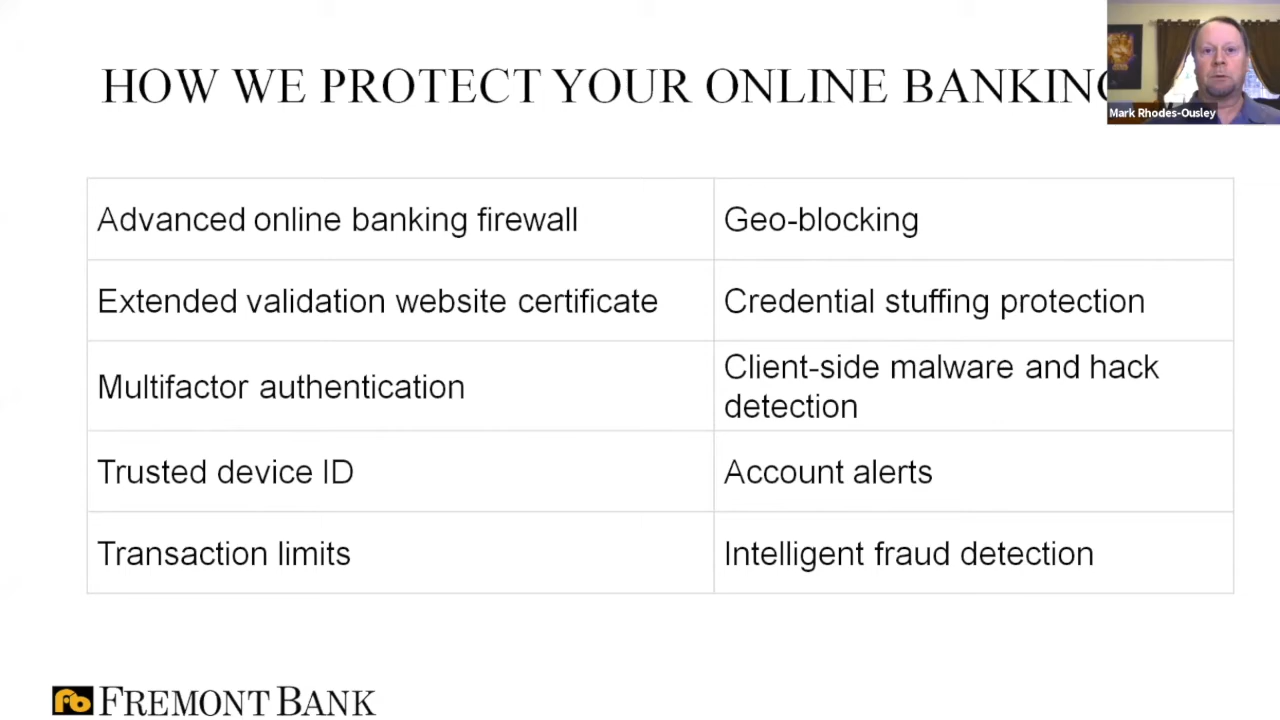 HOW WE PROTECT YOUR ONLINE BANKING
Mark Rhodes-Ousley
Advanced online banking firewall
Geo-blocking
Extended validation website certificate
Credential stuffing protection
Multifactor authentication
Client-side malware and hack
detection
Trusted device ID
Account alerts
Transaction limits
Intelligent fraud detection
FREMONT BANK